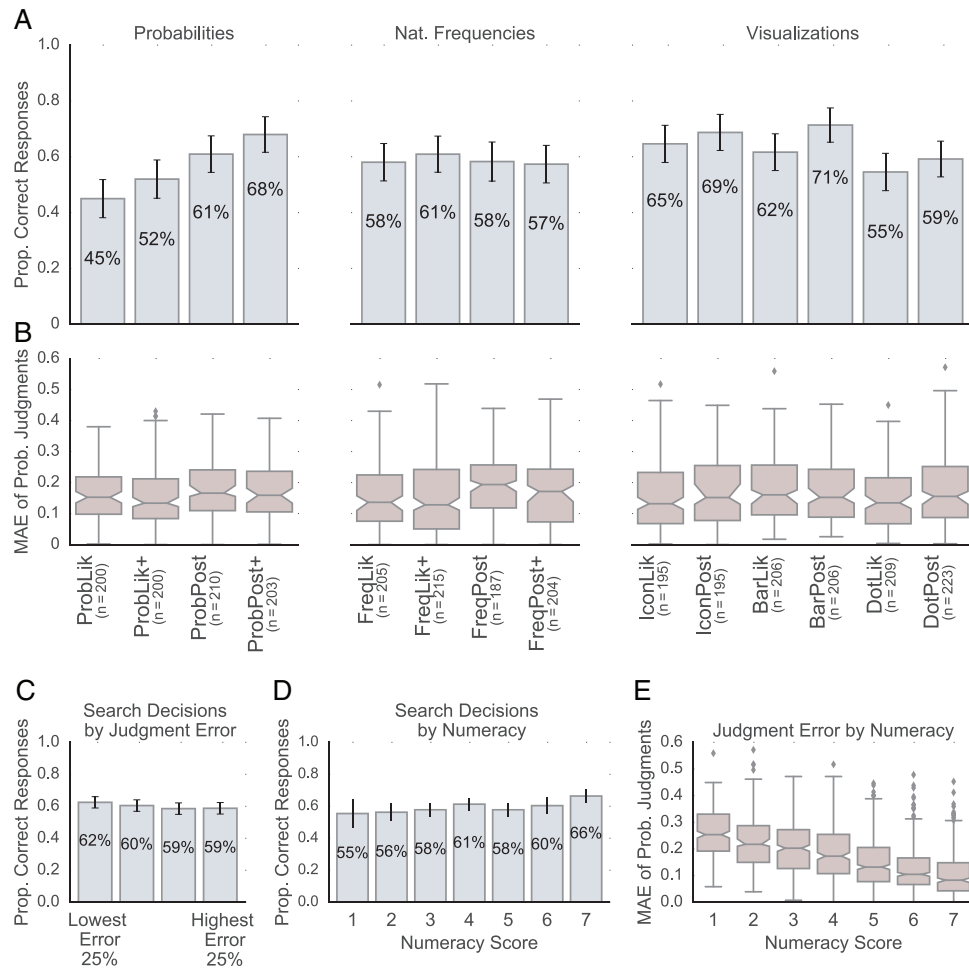 A
Probabilities
Nat. Frequencies
Visualizations
Prop. Correct Responses
1.0
0.8
0.6
0.4
0.2
0
45%
52%
61%
68%
58%
61%
58%
57%
65%
69%
62%
71%
55%
59%
B
MAE of Prob. Judgments
0.6
0.5
0.4
0.3
0.2
0.1
0
ProbLik
(n = 200)
ProbLik+
(n = 200)
ProbPost
(n = 210)
ProbPost+
(n = 203)
FreqLik
(n = 205)
FreqLik+
(n = 215)
FreqPost
(n = 187)
FreqPost+
(n = 204)
IconLik
(n = 195)
IconPost
(n = 195)
BarLik
(n = 206)
BarPost
(n = 206)
DotLik
(n = 209)
DotPost
(n = 223)
C
Search Decisions
by Judgment Error
Prop. Correct Responses
1.0
0.8
0.6
0.4
0.2
0.0
62%
60%
59%
59%
Lowest
Error
25%
Highest
Error
25%
D
Search Decisions
by Numeracy
Prop. Correct Responses
1.0
0.8
0.6
0.4
0.2
0.0
55%
56%
58%
61%
58%
60%
66%
1 2 3 4 5 6 7
Numeracy Score
E
Judgment Error by Numeracy
MAE of Prob. Judgments
0.6
0.5
0.4
0.3
0.2
0.1
0.0
1 2 3 4 5 6 7
Numeracy Score